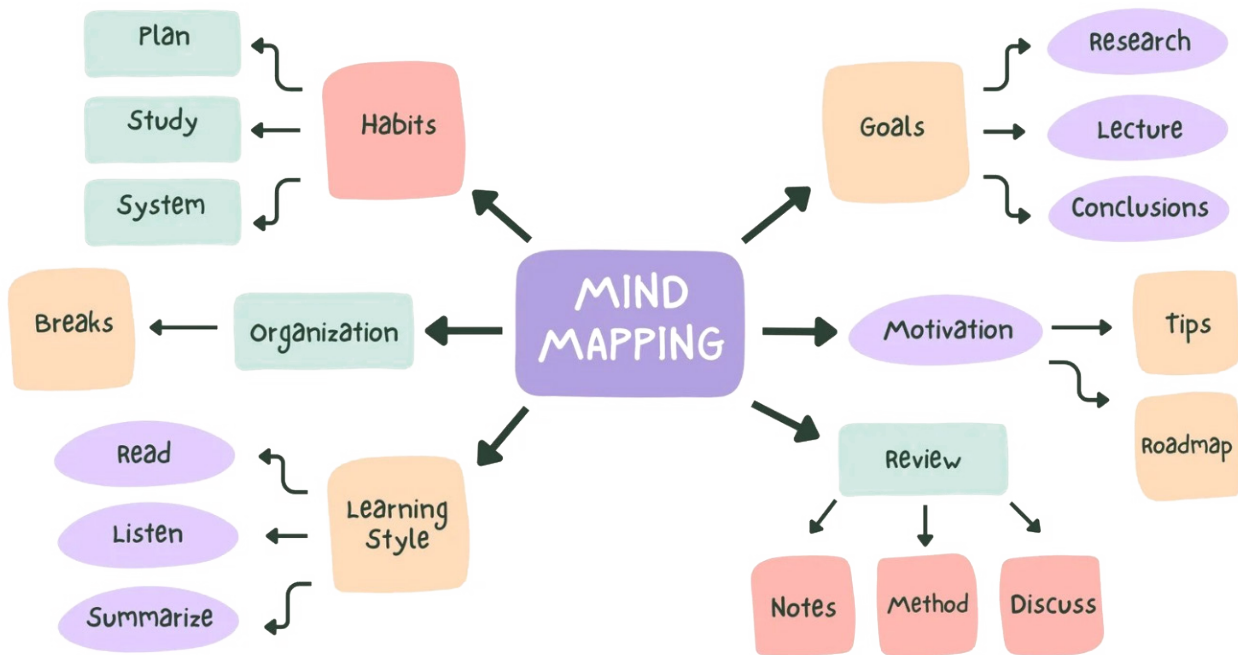 MIND
MAPPING
Habits
Plan
Study
System
Goals
Research
Lecture
Conclusions
Organization
Breaks
Motivation
Tips
Roadmap
Learning
Style
Read
Listen
Summarize
Review
Notes
Method
Discuss